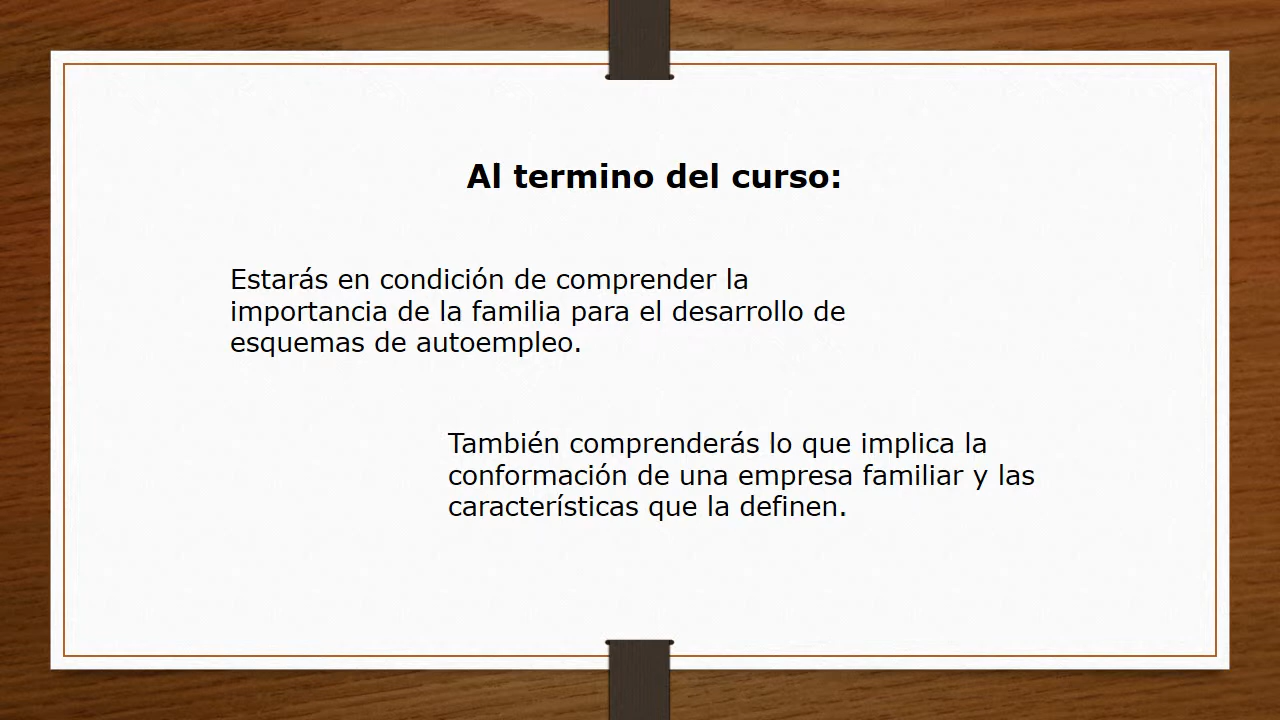 Al termino del curso:
Estarás en condición de comprender la
importancia de la familia para el desarrollo de
esquemas de autoempleo.
También comprenderás lo que implica la
conformación de una empresa familiar y las
características que la definen.